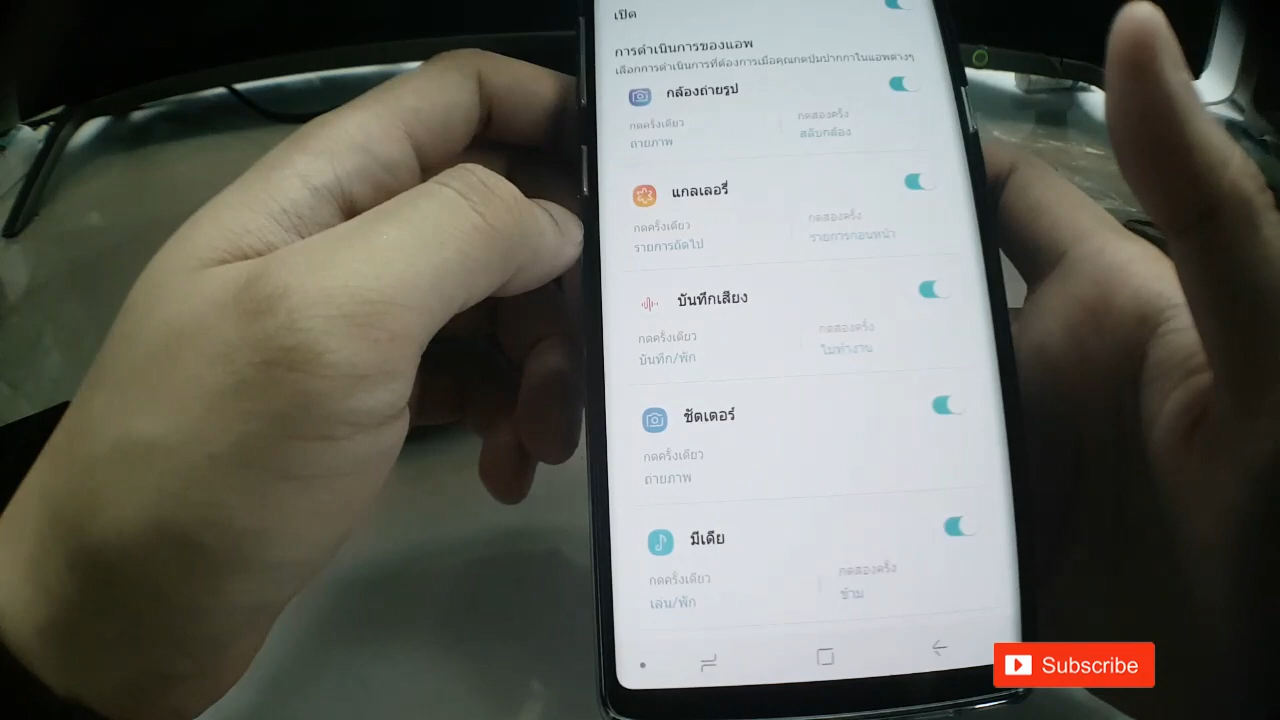 เปิด
การดำเนินการของแอพ
เลือกการดำเนินการที่ต้องการเมื่อคุณกดปุ่มปากกาในแอพต่างๆ
กล้องถ่ายรูป
กดครั้งเดียว
ถ่ายภาพ
กดสองครั้ง
สลับกล้อง
แกลเลอรี่
กดครั้งเดียว
รายการถัดไป
กดสองครั้ง
รายการก่อนหน้า
บันทึกเสียง
กดครั้งเดียว
บันทึก/พัก
กดสองครั้ง
ไม่ทำงาน
ชัตเตอร์
กดครั้งเดียว
ถ่ายภาพ
มีเดีย
กดครั้งเดียว
เล่น/พัก
กดสองครั้ง
ข้าม
Subscribe